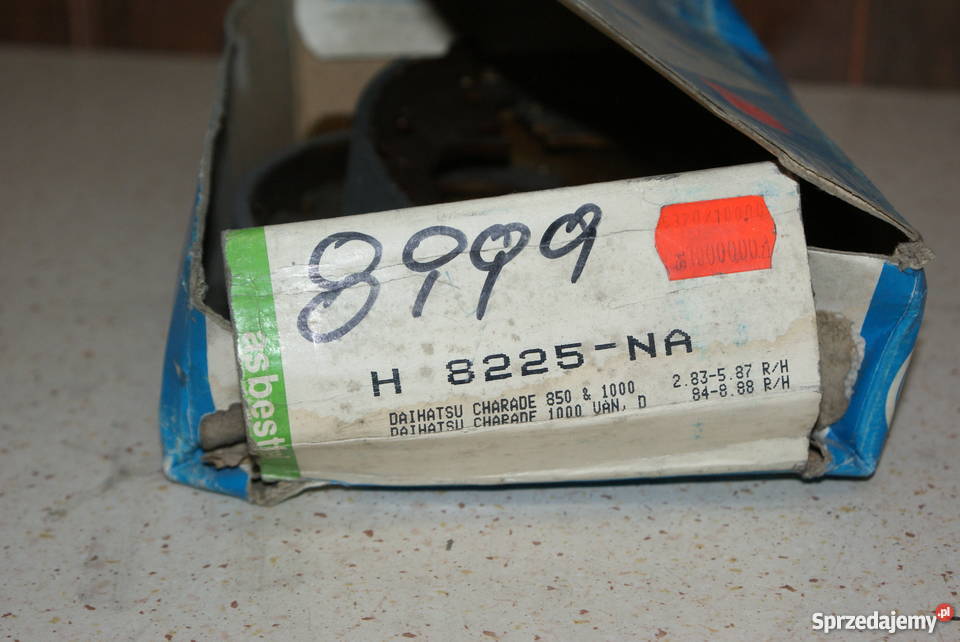 8999
asbest
H 8225-NA
DAIHATSU CHARADE 850 & 1000 2.83-5.87 R/H
DAIHATSU CHARADE 1000 VAN, D 84-8.88 R/H
Sprzedajemy.pl